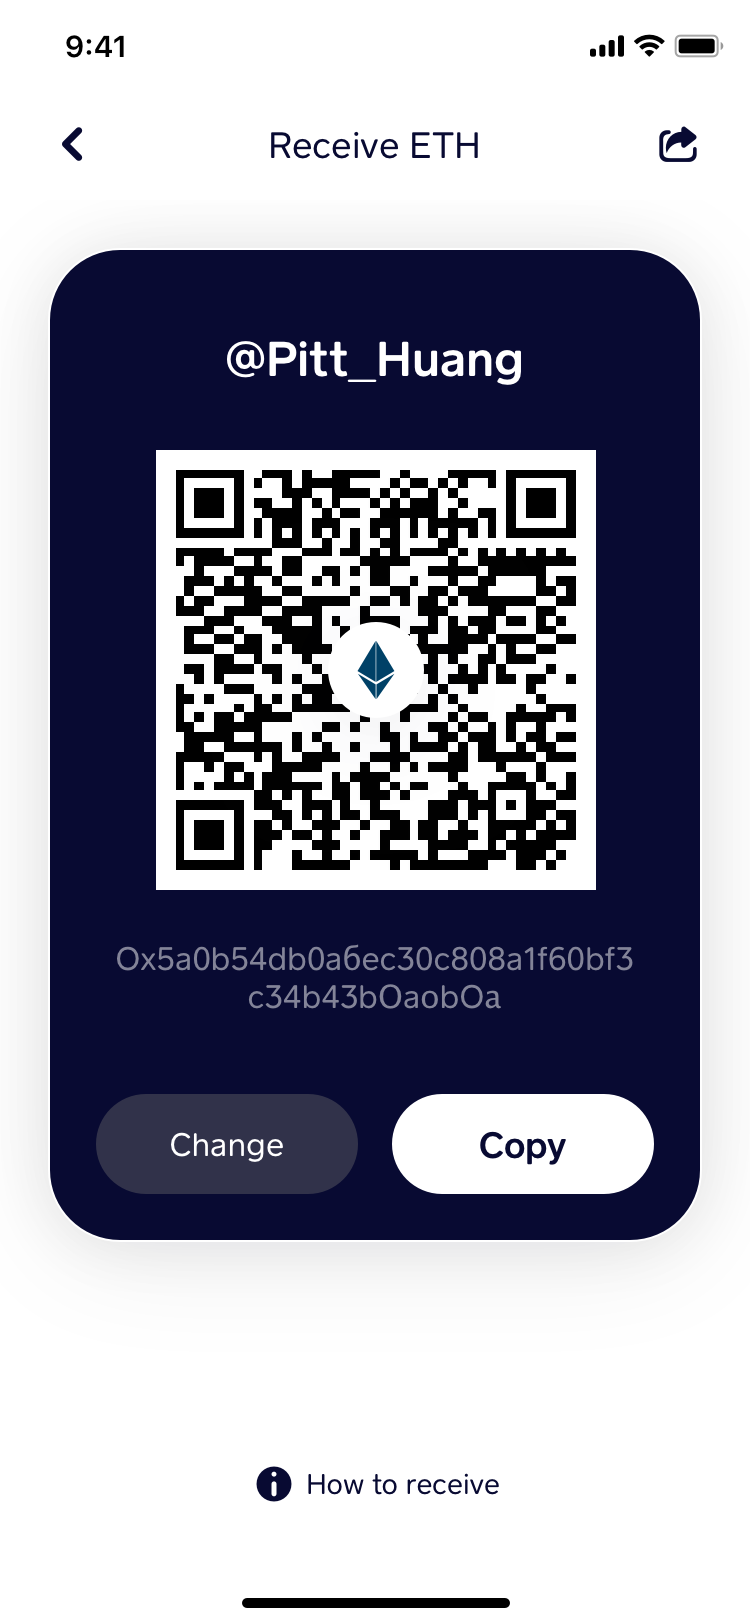 9:41
Receive ETH
@Pitt_Huang
Ox5a0b54db0a6ec30c808a1f60bf3
c34b43bOaobOa
Change
Copy
How to receive